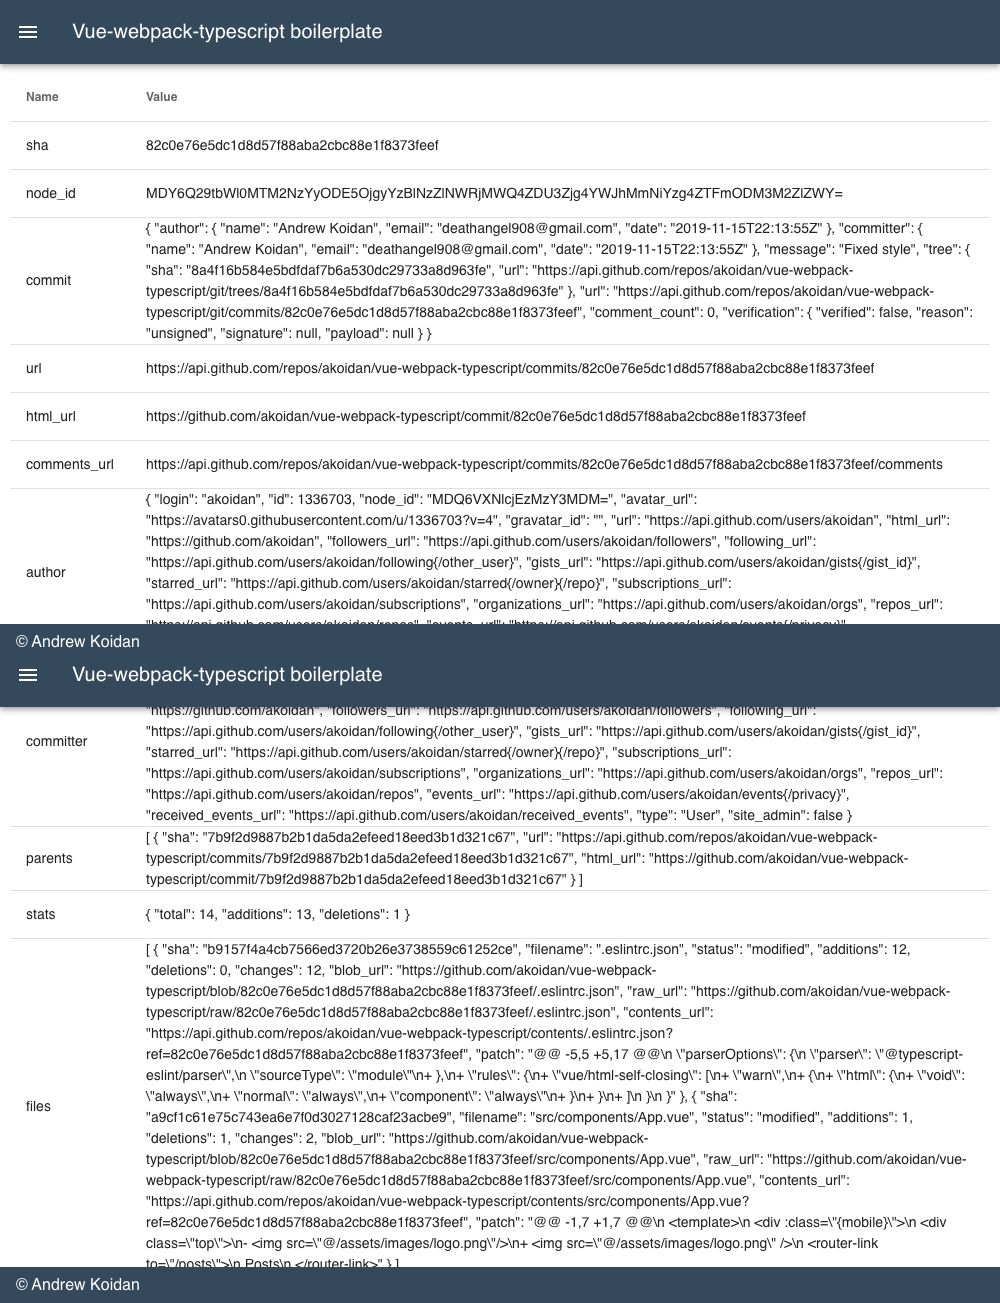 Vue-webpack-typescript boilerplate
Name Value
sha 82c0e76e5dc1d8d57f88aba2cbc88e1f8373feef
node_id MDY6Q29tbWl0MTM2NzYyODE5OjgyYzBlNzZlNWRjMWQ4ZDU3Zjg4YWJhMmNiYzg4ZTFmODM3M2ZlZWY=
{ "author": { "name": "Andrew Koidan", "email": "deathangel908@gmail.com", "date": "2019-11-15T22:13:55Z" }, "committer": {
"name": "Andrew Koidan", "email": "deathangel908@gmail.com", "date": "2019-11-15T22:13:55Z" }, "message": "Fixed style", "tree": {
"sha": "8a4f16b584e5bdfdaf7b6a530dc29733a8d963fe", "url": "https://api.github.com/repos/akoidan/vue-webpack-
commit
typescript/git/trees/8a4f16b584e5bdfdaf7b6a530dc29733a8d963fe" }, "url": "https://api.github.com/repos/akoidan/vue-webpack-
typescript/git/commits/82c0e76e5dc1d8d57f88aba2cbc88e1f8373feef", "comment_count": 0, "verification": { "verified": false, "reason":
"unsigned", "signature": null, "payload": null } }
url https://api.github.com/repos/akoidan/vue-webpack-typescript/commits/82c0e76e5dc1d8d57f88aba2cbc88e1f8373feef
html_url https://github.com/akoidan/vue-webpack-typescript/commit/82c0e76e5dc1d8d57f88aba2cbc88e1f8373feef
comments_url https://api.github.com/repos/akoidan/vue-webpack-typescript/commits/82c0e76e5dc1d8d57f88aba2cbc88e1f8373feef/comments
{ "login": "akoidan", "id": 1336703, "node_id": "MDQ6VXNlcjEzMzY3MDM=", "avatar_url":
"https://avatars0.githubusercontent.com/u/1336703?v=4", "gravatar_id": "", "url": "https://api.github.com/users/akoidan", "html_url":
"https://github.com/akoidan", "followers_url": "https://api.github.com/users/akoidan/followers", "following_url":
"https://api.github.com/users/akoidan/following{/other_user}", "gists_url": "https://api.github.com/users/akoidan/gists{/gist_id}",
author
"starred_url": "https://api.github.com/users/akoidan/starred{/owner}{/repo}", "subscriptions_url":
"https://api.github.com/users/akoidan/subscriptions", "organizations_url": "https://api.github.com/users/akoidan/orgs", "repos_url":
"https://api.github.com/users/akoidan/repos", "events_url": "https://api.github.com/users/akoidan/events{/privacy}",
© Andrew Koidan
Vue-webpack-typescript boilerplate
"https://github.com/akoidan", "followers_url": "https://api.github.com/users/akoidan/followers", "following_url":
committer "https://api.github.com/users/akoidan/following{/other_user}", "gists_url": "https://api.github.com/users/akoidan/gists{/gist_id}",
"starred_url": "https://api.github.com/users/akoidan/starred{/owner}{/repo}", "subscriptions_url":
"https://api.github.com/users/akoidan/subscriptions", "organizations_url": "https://api.github.com/users/akoidan/orgs", "repos_url":
"https://api.github.com/users/akoidan/repos", "events_url": "https://api.github.com/users/akoidan/events{/privacy}",
"received_events_url": "https://api.github.com/users/akoidan/received_events", "type": "User", "site_admin": false }
[ { "sha": "7b9f2d9887b2b1da5da2efeed18eed3b1d321c67", "url": "https://api.github.com/repos/akoidan/vue-webpack-
parents typescript/commits/7b9f2d9887b2b1da5da2efeed18eed3b1d321c67", "html_url": "https://github.com/akoidan/vue-webpack-
typescript/commit/7b9f2d9887b2b1da5da2efeed18eed3b1d321c67" } ]
stats { "total": 14, "additions": 13, "deletions": 1 }
[ { "sha": "b9157f4a4cb7566ed3720b26e3738559c61252ce", "filename": ".eslintrc.json", "status": "modified", "additions": 12,
"deletions": 0, "changes": 12, "blob_url": "https://github.com/akoidan/vue-webpack-
typescript/blob/82c0e76e5dc1d8d57f88aba2cbc88e1f8373feef/.eslintrc.json", "raw_url": "https://github.com/akoidan/vue-webpack-
typescript/raw/82c0e76e5dc1d8d57f88aba2cbc88e1f8373feef/.eslintrc.json", "contents_url":
"https://api.github.com/repos/akoidan/vue-webpack-typescript/contents/.eslintrc.json?
ref=82c0e76e5dc1d8d57f88aba2cbc88e1f8373feef", "patch": "@@ -5,5 +5,17 @@\n \"parserOptions\": {\n \"parser\": \"@typescript-
eslint/parser\",\n \"sourceType\": \"module\"\n+ },\n+ \"rules\": {\n+ \"vue/html-self-closing\": [\n+ \"warn\",\n+ {\n+ \"html\": {\n+ \"void\":
\"always\",\n+ \"normal\": \"always\",\n+ \"component\": \"always\"\n+ }\n+ }\n+ ]\n }\n }" }, { "sha":
files
"a9cf1c61e75c743ea6e7f0d3027128caf23acbe9", "filename": "src/components/App.vue", "status": "modified", "additions": 1,
"deletions": 1, "changes": 2, "blob_url": "https://github.com/akoidan/vue-webpack-
typescript/blob/82c0e76e5dc1d8d57f88aba2cbc88e1f8373feef/src/components/App.vue", "raw_url": "https://github.com/akoidan/vue-
webpack-typescript/raw/82c0e76e5dc1d8d57f88aba2cbc88e1f8373feef/src/components/App.vue", "contents_url":
"https://api.github.com/repos/akoidan/vue-webpack-typescript/contents/src/components/App.vue?
ref=82c0e76e5dc1d8d57f88aba2cbc88e1f8373feef", "patch": "@@ -1,7 +1,7 @@\n <template>\n <div :class=\"{mobile}\">\n <div
class=\"top\">\n- <img src=\"@/assets/images/logo.png\"/>\n+ <img src=\"@/assets/images/logo.png\" />\n <router-link
to=\"/posts\">\n Posts\n </router-link>" } ]
© Andrew Koidan